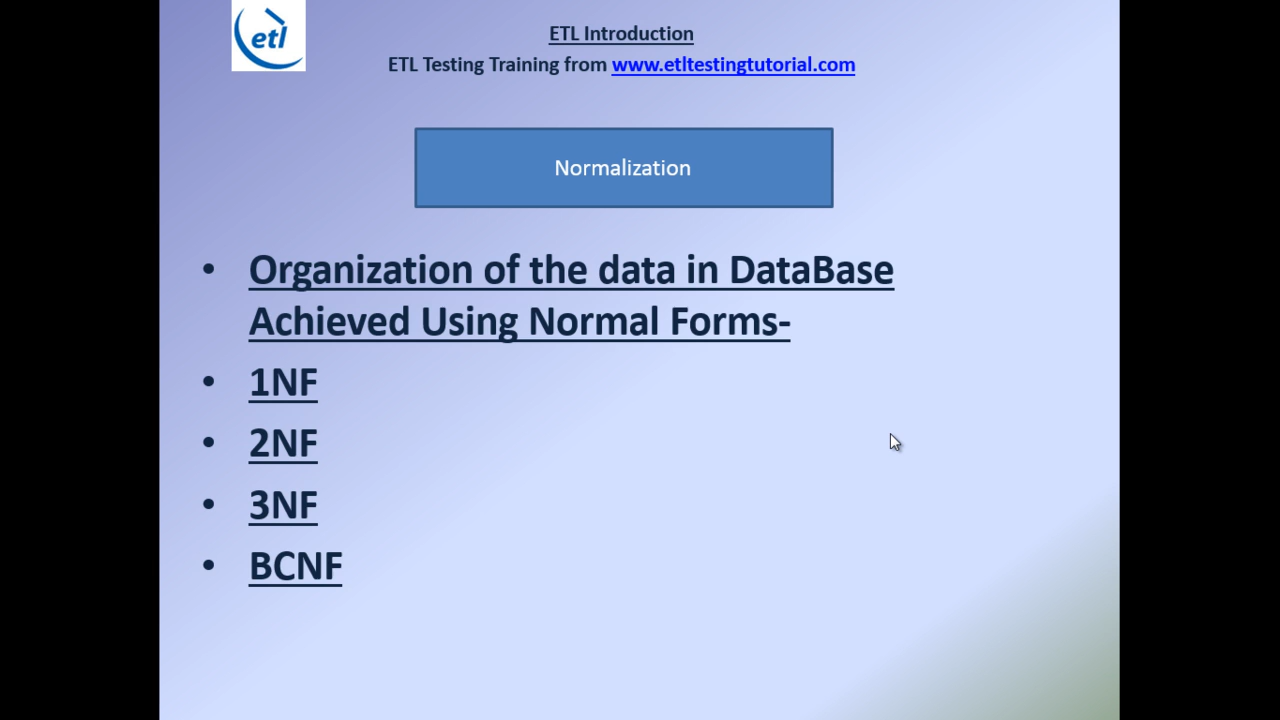 etl
ETL Introduction
ETL Testing Training from www.etltestingtutorial.com
Normalization
• Organization of the data in DataBase
Achieved Using Normal Forms-
• 1NF
• 2NF
• 3NF
• BCNF